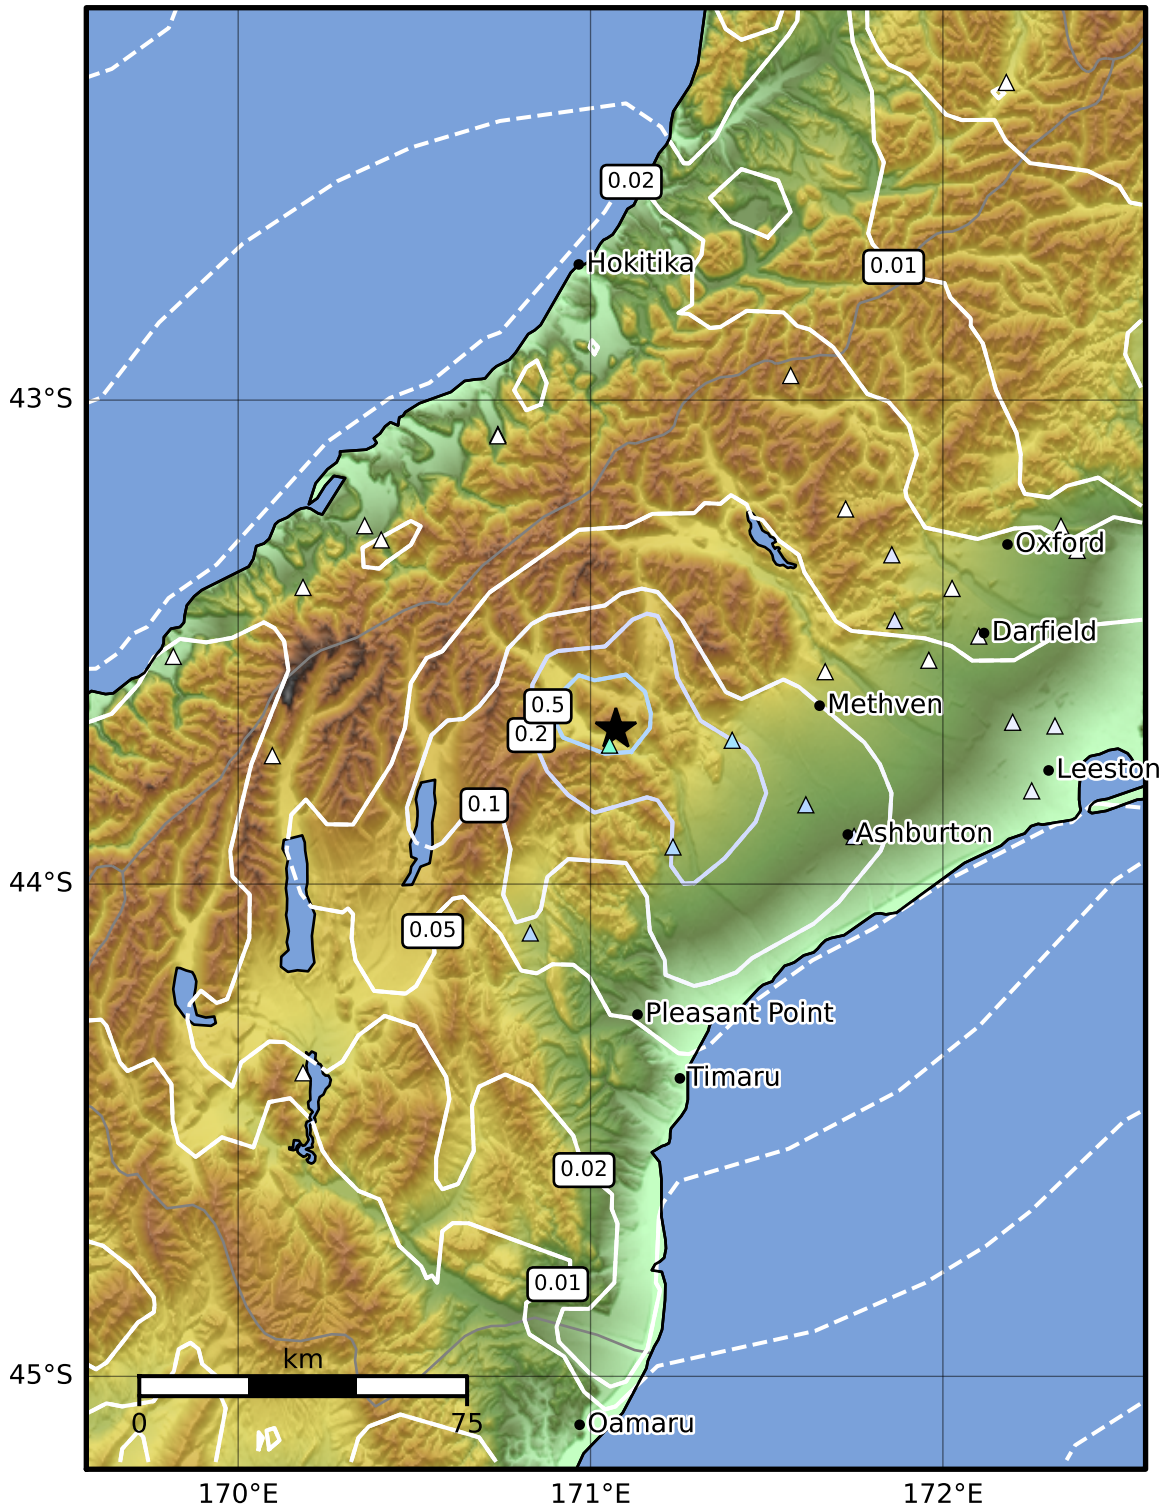 0.02
Hokitika
0.01
43°S
Oxford
Darfield
0.5
Methven
0.2
Leeston
0.1
Ashburton
44°S
0.05
Pleasant Point
Timaru
0.02
0.01
km
45°S
0
75
Oamaru
170°E
171°E
172°E